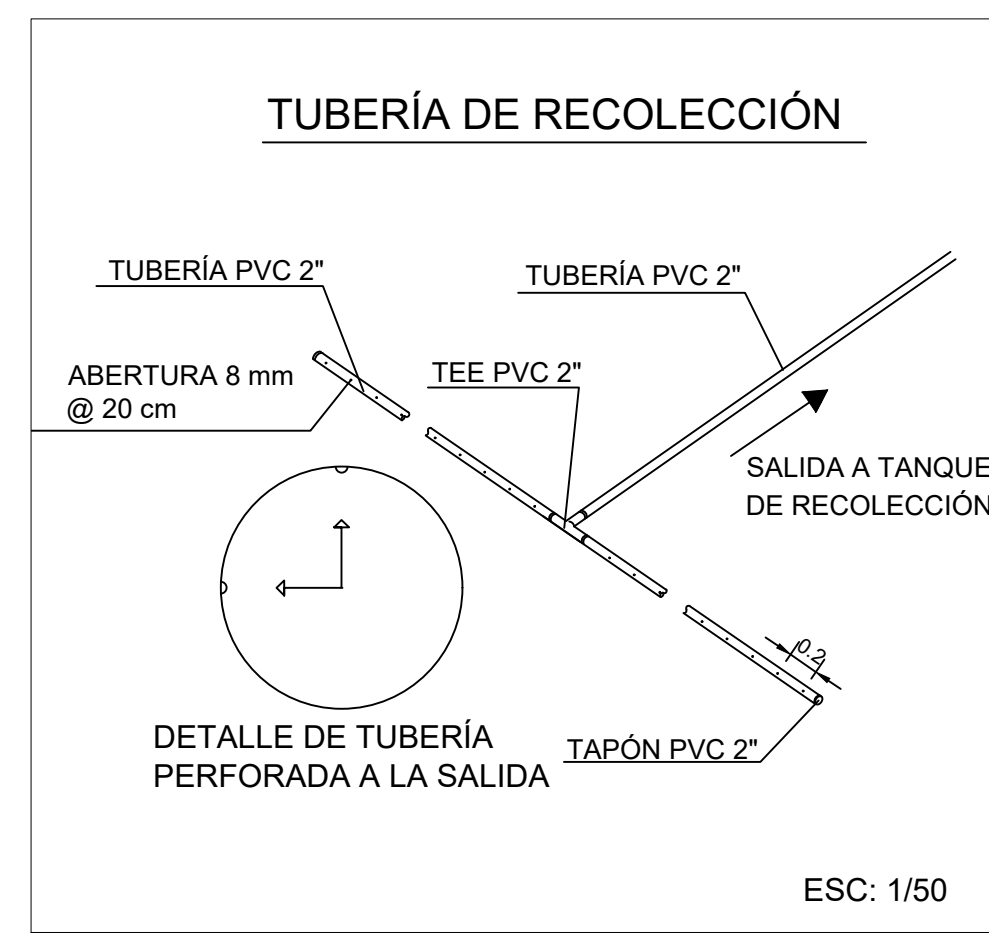 TUBERÍA DE RECOLECCIÓN
TUBERÍA PVC 2"
TUBERÍA PVC 2"
ABERTURA 8 mm
@ 20 cm
TEE PVC 2"
SALIDA A TANQUE
DE RECOLECCIÓN
0.2
DETALLE DE TUBERÍA
PERFORADA A LA SALIDA
TAPÓN PVC 2"
ESC: 1/50